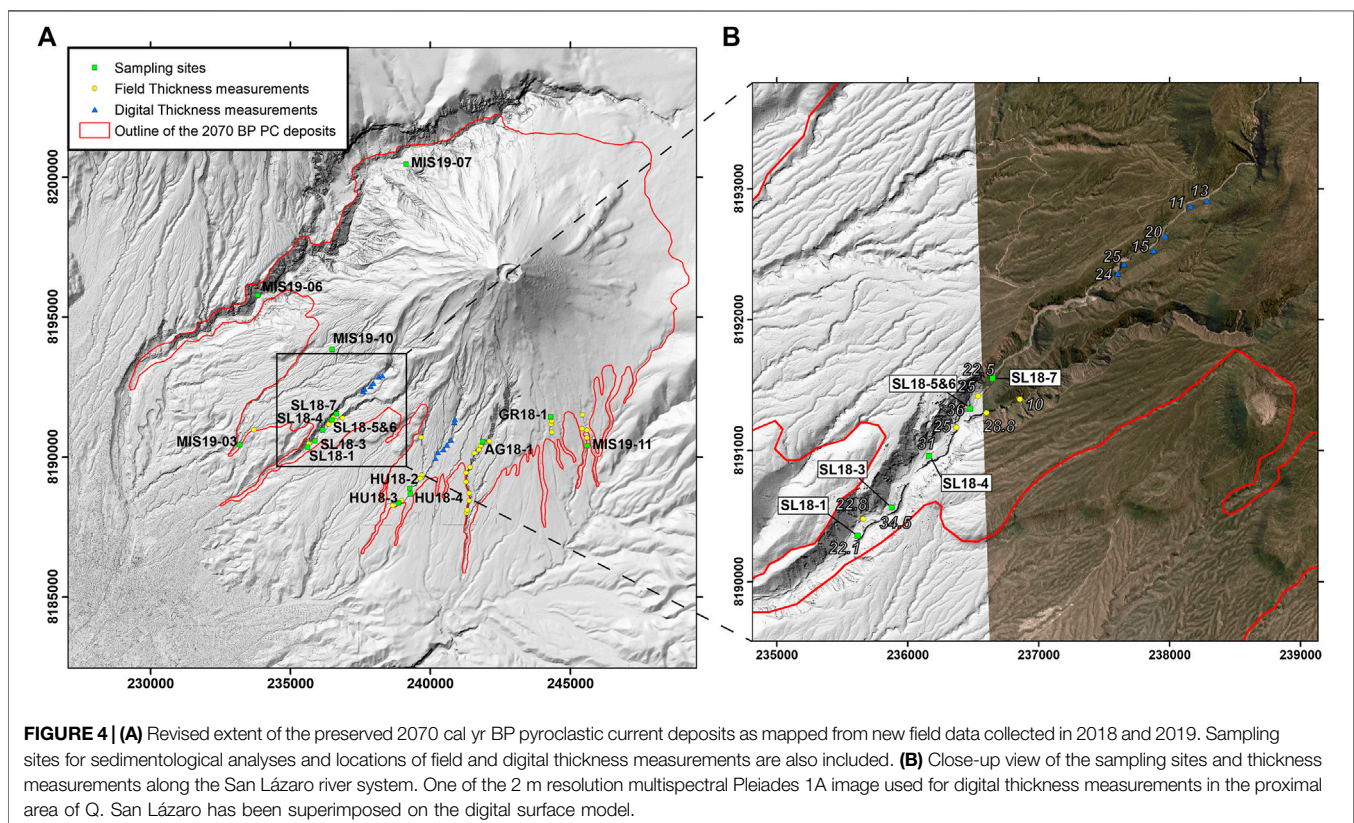 A
Sampling sites
Field Thickness measurements
Digital Thickness measurements
Outline of the 2070 BP PC deposits
8200000
8195000
8190000
8185000
230000
235000
240000
245000
MIS19-07
MIS19-06
MIS19-10
SL18-7
SL18-4
SL18-5&6
SL18-3
SL18-1
MIS19-03
HU18-2
HU18-3
HU18-4
AG18-1
GR18-1
MIS19-11
B
8193000
8192000
8191000
8190000
235000
236000
237000
238000
239000
13
11
20
15
25
24
22.5
SL18-7
SL18-5&6
25
36
10
28.8
25
31
SL18-4
SL18-3
22.8
SL18-1
34.5
22.1
FIGURE 4 | (A) Revised extent of the preserved 2070 cal yr BP pyroclastic current deposits as mapped from new field data collected in 2018 and 2019. Sampling
sites for sedimentological analyses and locations of field and digital thickness measurements are also included. (B) Close-up view of the sampling sites and thickness
measurements along the San Lázaro river system. One of the 2 m resolution multispectral Pleiades 1A image used for digital thickness measurements in the proximal
area of Q. San Lázaro has been superimposed on the digital surface model.